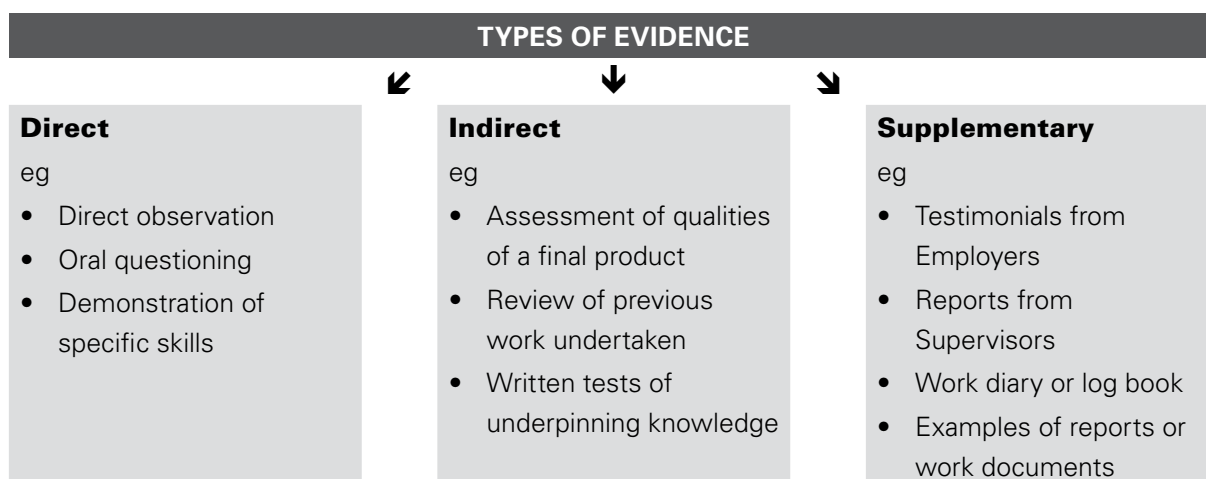 TYPES OF EVIDENCE
Direct
eg
• Direct observation
• Oral questioning
• Demonstration of
specific skills
Indirect
eg
• Assessment of qualities
of a final product
• Review of previous
work undertaken
• Written tests of
underpinning knowledge
Supplementary
eg
• Testimonials from
Employers
• Reports from
Supervisors
• Work diary or log book
• Examples of reports or
work documents